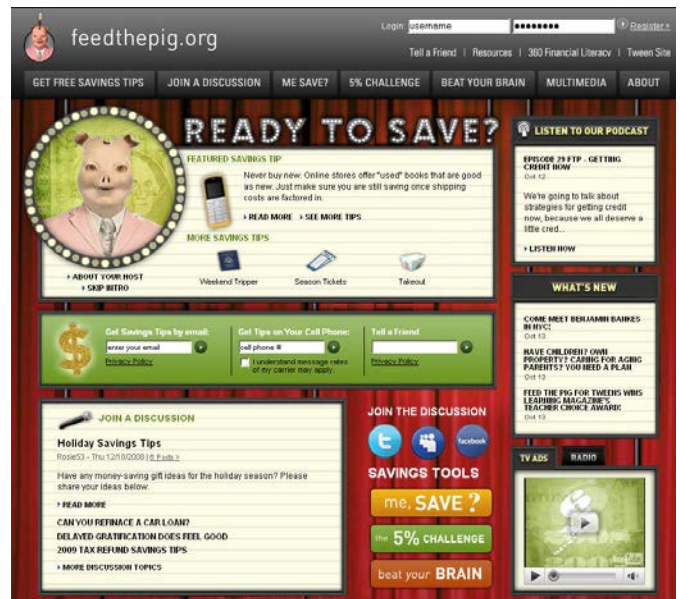 Login: username ●●●●●●●● Register »
feedthepig.org
Tell a Friend | Resources | 360 Financial Literacy | Tween Site
GET FREE SAVINGS TIPS JOIN A DISCUSSION ME SAVE? 5% CHALLENGE BEAT YOUR BRAIN MULTIMEDIA ABOUT
READY TO SAVE?
FEATURED SAVINGS TIP
Never buy new. Online stores offer "used" books that are good
as new. Just make sure you are still saving once shipping
costs are factored in.
READ MORE SEE MORE TIPS
MORE SAVINGS TIPS
Weekend Tripper Season Tickets Takeout
ABOUT YOUR HOST
SKIP INTRO
LISTEN TO OUR PODCAST
EPISODE 29 FTP - GETTING
CREDIT NOW
Oct 12
We're going to talk about
strategies for getting credit
now, because we all deserve a
little cred...
LISTEN NOW
WHAT'S NEW
COME MEET BENJAMIN BANKES
IN NYC!
Oct 13
HAVE CHILDREN? OWN
PROPERTY? CARING FOR AGING
PARENTS? YOU NEED A PLAN
Oct 13
FEED THE PIG FOR TWEENS WINS
LEARNING MAGAZINE'S
TEACHER CHOICE AWARD!
Oct 13
Get Savings Tips by email:
enter your email
Privacy Policy
Get Tips on Your Cell Phone:
cell phone #
I understand message rates
of my carrier may apply.
Tell a Friend
Privacy Policy
JOIN A DISCUSSION
Holiday Savings Tips
Rosie53 - Thu 12/18/2008 | 6 Posts >
Have any money-saving gift ideas for the holiday season? Please
share your ideas below.
READ MORE
CAN YOU REFINACE A CAR LOAN?
DELAYED GRATIFICATION DOES FEEL GOOD
2009 TAX REFUND SAVINGS TIPS
MORE DISCUSSION TOPICS
JOIN THE DISCUSSION
t
facebook
SAVINGS TOOLS
me, SAVE ?
the 5% CHALLENGE
beat your BRAIN
TV ADS RADIO
YouTube